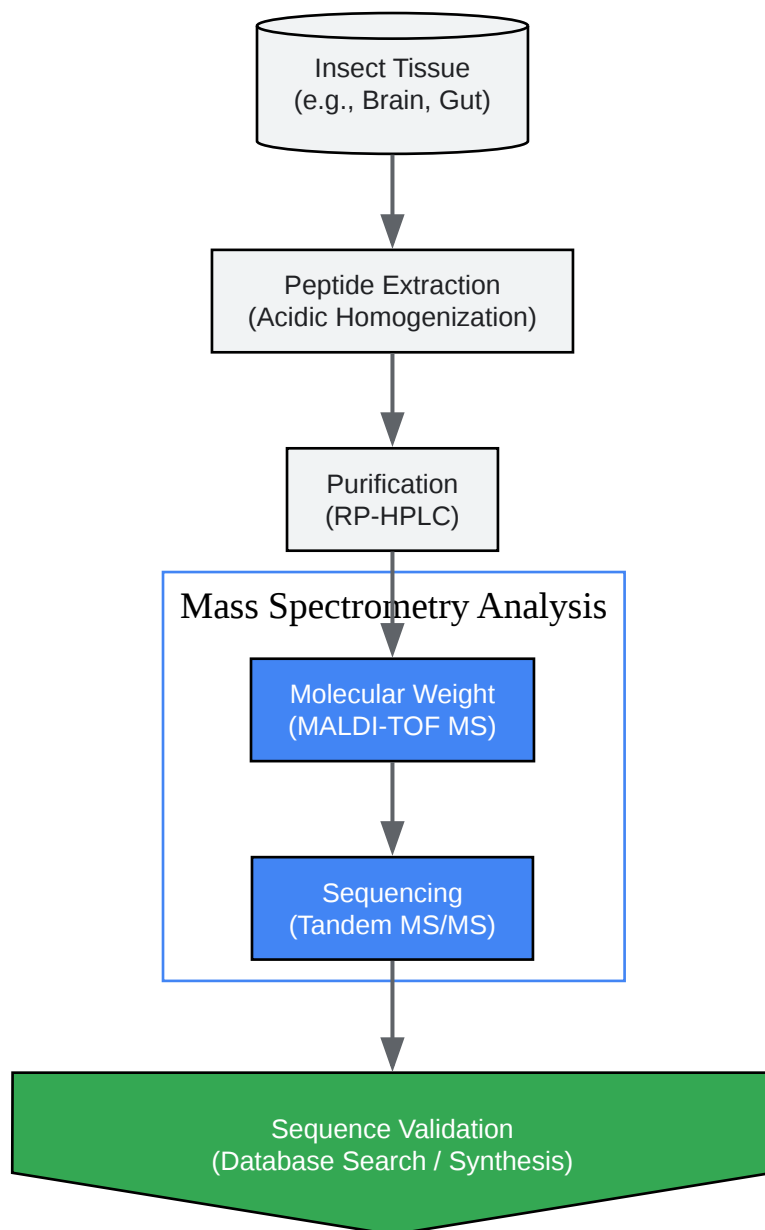 Insect Tissue
(e.g., Brain, Gut)
Peptide Extraction
(Acidic Homogenization)
Purification
(RP-HPLC)
Mass Spectrometry Analysis
Molecular Weight
(MALDI-TOF MS)
Sequencing
(Tandem MS/MS)
Sequence Validation
(Database Search / Synthesis)